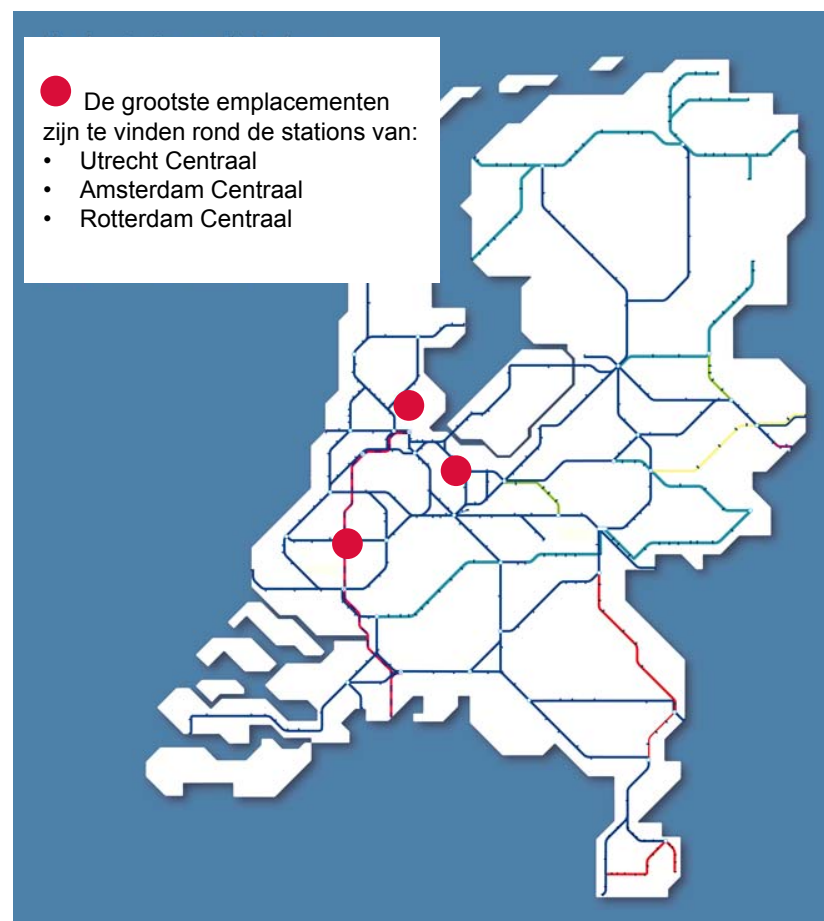 De grootste emplacementen
zijn te vinden rond de stations van:
• Utrecht Centraal
• Amsterdam Centraal
• Rotterdam Centraal